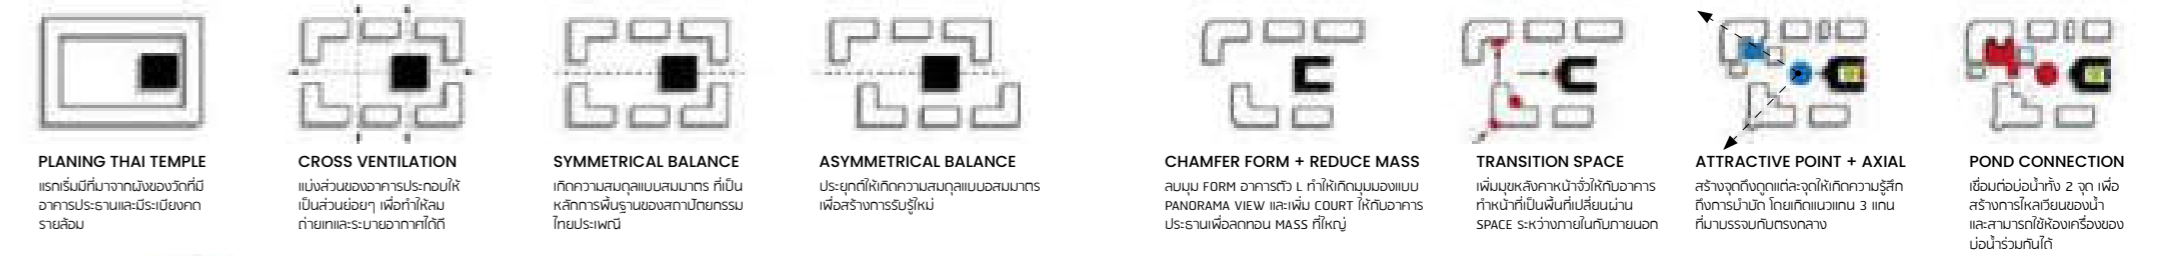 PLANING THAI TEMPLE
แรกเริ่มมีที่มาจากผังของวัดที่มี
อาคารประธานและมีระเบียงคด
รายล้อม
CROSS VENTILATION
แบ่งส่วนของอาคารประกอบให้
เป็นส่วนย่อยๆ เพื่อทำให้ลม
ถ่ายเทและระบายอากาศได้ดี
SYMMETRICAL BALANCE
เกิดความสมดุลแบบสมมาตร ที่เป็น
หลักการพื้นฐานของสถาปัตยกรรม
ไทยประเพณี
ASYMMETRICAL BALANCE
ประยุกต์ให้เกิดความสมดุลแบบอสมมาตร
เพื่อสร้างการรับรู้ใหม่
CHAMFER FORM + REDUCE MASS
ลบมุม FORM อาคารตัว L ทำให้เกิดมุมมองแบบ
PANORAMA VIEW และเพิ่ม COURT ให้กับอาคาร
ประธานเพื่อลดทอน MASS ที่ใหญ่
TRANSITION SPACE
เพิ่มมุขหลังคาหน้าจั่วให้กับอาคาร
ทำหน้าที่เป็นพื้นที่เปลี่ยนผ่าน
SPACE ระหว่างภายในกับภายนอก
ATTRACTIVE POINT + AXIAL
สร้างจุดดึงดูดแต่ละจุดให้เกิดความรู้สึก
ถึงการบำบัด โดยเกิดแนวแกน 3 แกน
ที่มาบรรจบกันตรงกลาง
POND CONNECTION
เชื่อมต่อบ่อน้ำทั้ง 2 จุด เพื่อ
สร้างการไหลเวียนของน้ำ
และสามารถใช้ห้องเครื่องของ
บ่อน้ำร่วมกันได้